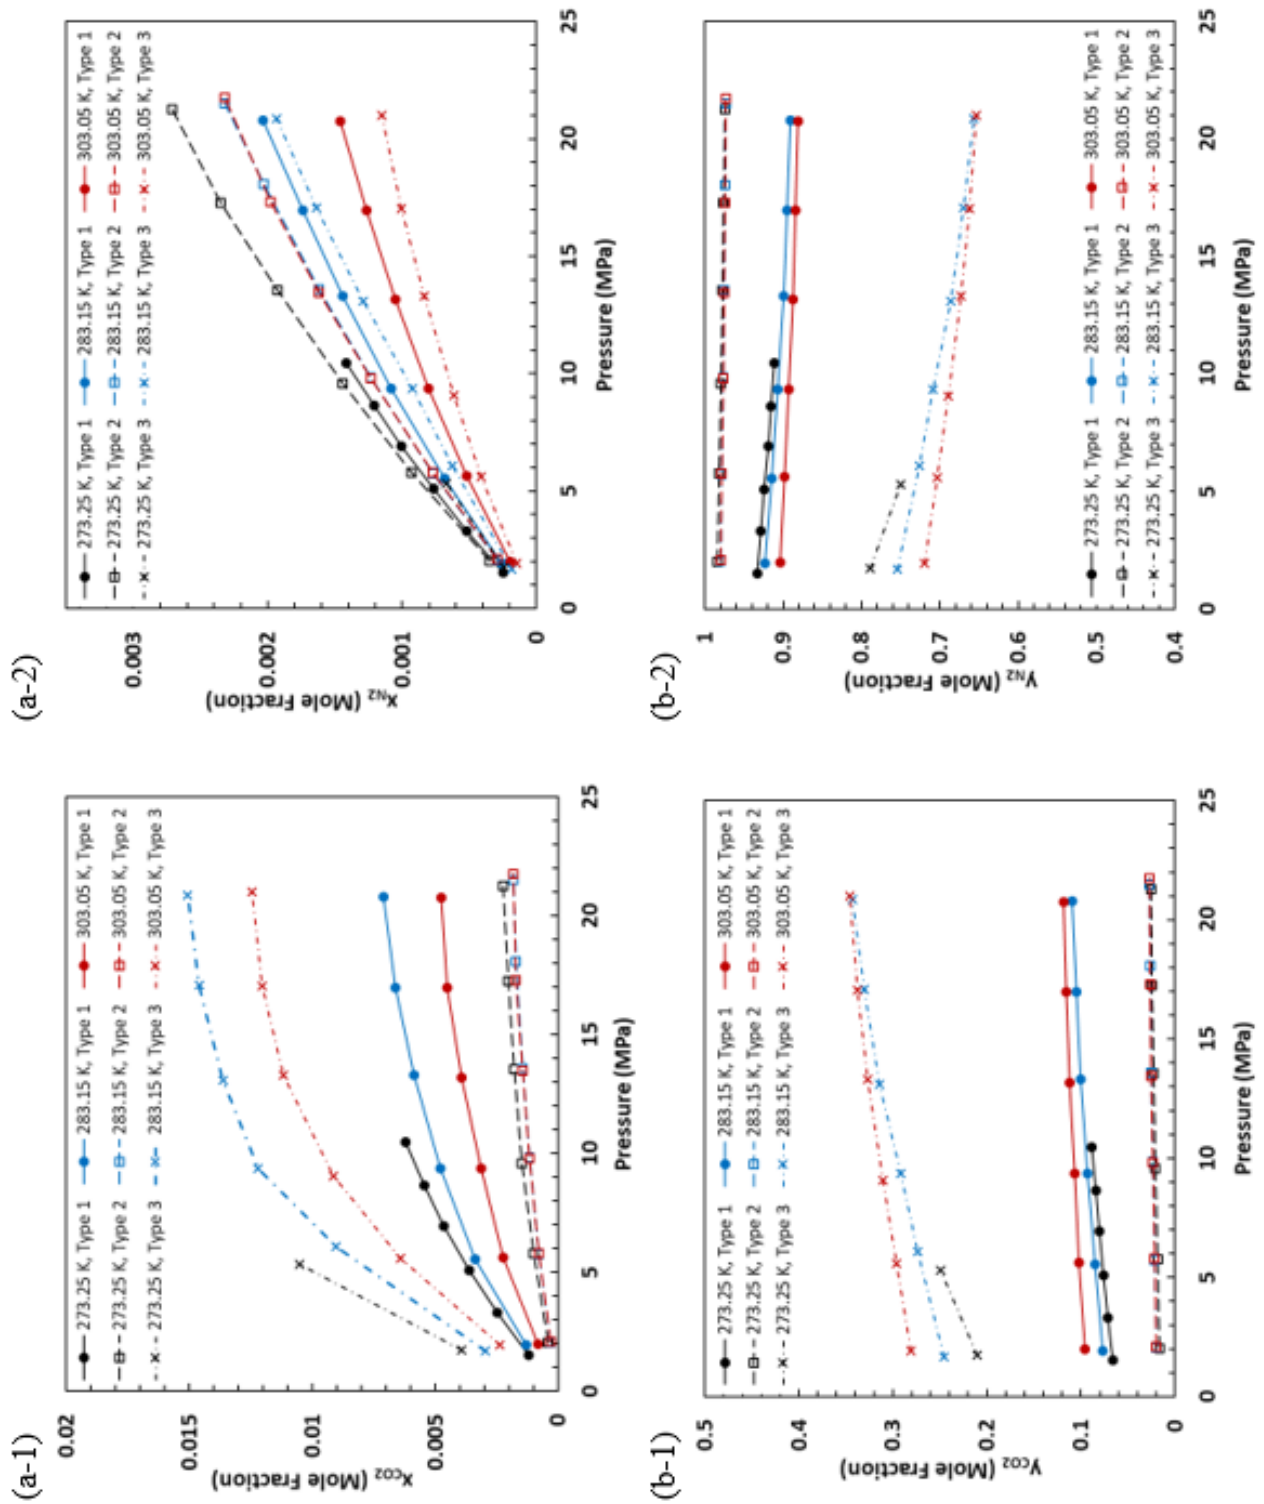 (a-1)
x_CO2 (Mole Fraction)
0.02
0.015
0.01
0.005
0
273.25 K, Type 1 283.15 K, Type 1 303.05 K, Type 1
273.25 K, Type 2 283.15 K, Type 2 303.05 K, Type 2
273.25 K, Type 3 283.15 K, Type 3 303.05 K, Type 3
0 5 10 15 20 25
Pressure (MPa)
(a-2)
x_N2 (Mole Fraction)
0.003
0.002
0.001
0
273.25 K, Type 1 283.15 K, Type 1 303.05 K, Type 1
273.25 K, Type 2 283.15 K, Type 2 303.05 K, Type 2
273.25 K, Type 3 283.15 K, Type 3 303.05 K, Type 3
0 5 10 15 20 25
Pressure (MPa)
(b-1)
y_CO2 (Mole Fraction)
0.5
0.4
0.3
0.2
0.1
0
273.25 K, Type 1 283.15 K, Type 1 303.05 K, Type 1
273.25 K, Type 2 283.15 K, Type 2 303.05 K, Type 2
273.25 K, Type 3 283.15 K, Type 3 303.05 K, Type 3
0 5 10 15 20 25
Pressure (MPa)
(b-2)
y_N2 (Mole Fraction)
1
0.9
0.8
0.7
0.6
0.5
0.4
273.25 K, Type 1 283.15 K, Type 1 303.05 K, Type 1
273.25 K, Type 2 283.15 K, Type 2 303.05 K, Type 2
273.25 K, Type 3 283.15 K, Type 3 303.05 K, Type 3
0 5 10 15 20 25
Pressure (MPa)